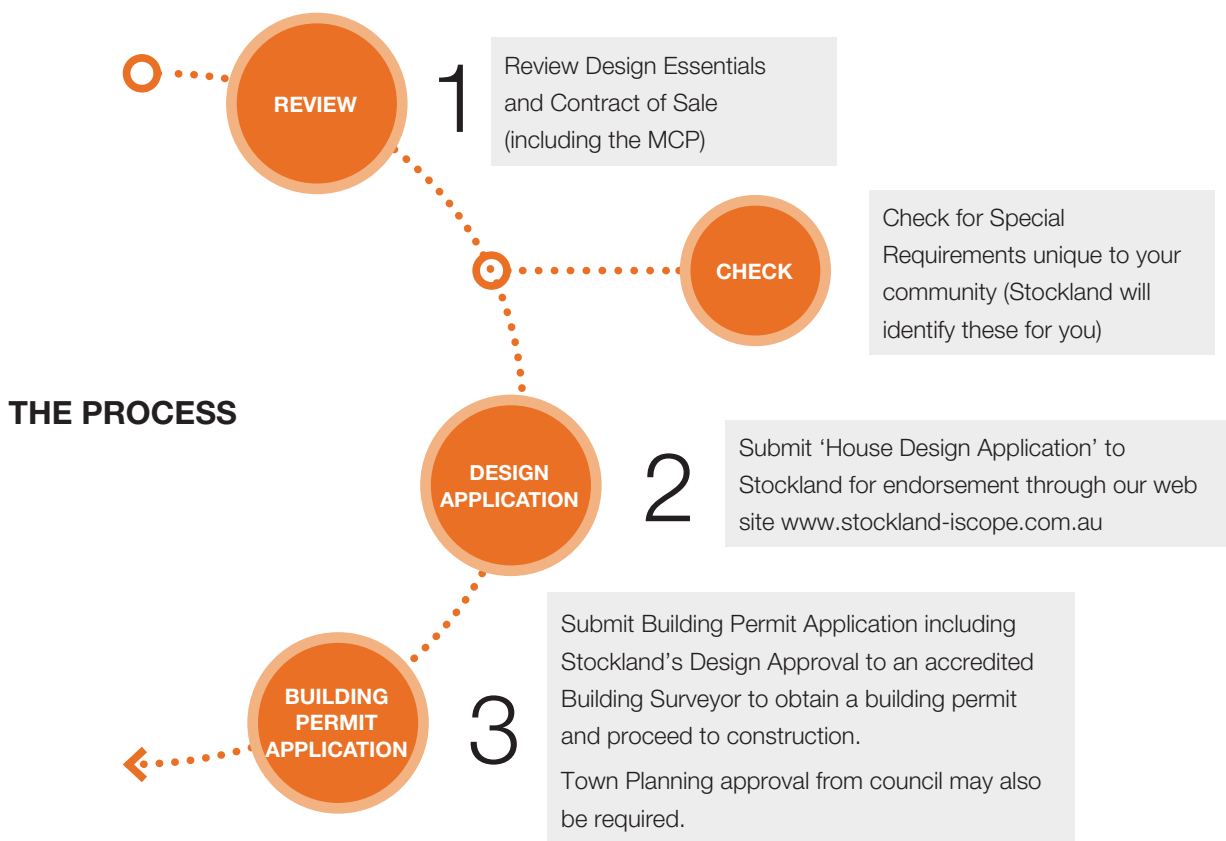 REVIEW
1
Review Design Essentials
and Contract of Sale
(including the MCP)
CHECK
Check for Special
Requirements unique to your
community (Stockland will
identify these for you)
THE PROCESS
DESIGN
APPLICATION
2
Submit ‘House Design Application’ to
Stockland for endorsement through our web
site www.stockland-iscope.com.au
BUILDING
PERMIT
APPLICATION
3
Submit Building Permit Application including
Stockland’s Design Approval to an accredited
Building Surveyor to obtain a building permit
and proceed to construction.
Town Planning approval from council may also
be required.